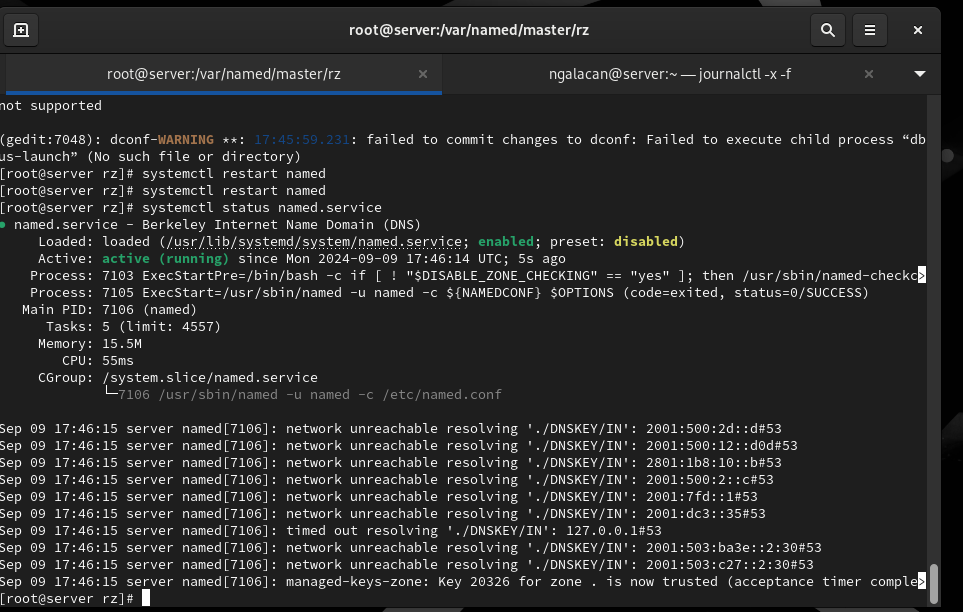 root@server:/var/named/master/rz
root@server:/var/named/master/rz
ngalacan@server:~ — journalctl -x -f
not supported
(gedit:7048): dconf-WARNING **: 17:45:59.231: failed to commit changes to dconf: Failed to execute child process “db
us-launch” (No such file or directory)
[root@server rz]# systemctl restart named
[root@server rz]# systemctl restart named
[root@server rz]# systemctl status named.service
● named.service - Berkeley Internet Name Domain (DNS)
Loaded: loaded (/usr/lib/systemd/system/named.service; enabled; preset: disabled)
Active: active (running) since Mon 2024-09-09 17:46:14 UTC; 5s ago
Process: 7103 ExecStartPre=/bin/bash -c if [ ! "$DISABLE_ZONE_CHECKING" == "yes" ]; then /usr/sbin/named-checkc>
Process: 7105 ExecStart=/usr/sbin/named -u named -c ${NAMEDCONF} $OPTIONS (code=exited, status=0/SUCCESS)
Main PID: 7106 (named)
Tasks: 5 (limit: 4557)
Memory: 15.5M
CPU: 55ms
CGroup: /system.slice/named.service
└─7106 /usr/sbin/named -u named -c /etc/named.conf
Sep 09 17:46:15 server named[7106]: network unreachable resolving './DNSKEY/IN': 2001:500:2d::d#53
Sep 09 17:46:15 server named[7106]: network unreachable resolving './DNSKEY/IN': 2001:500:12::d0d#53
Sep 09 17:46:15 server named[7106]: network unreachable resolving './DNSKEY/IN': 2801:1b8:10::b#53
Sep 09 17:46:15 server named[7106]: network unreachable resolving './DNSKEY/IN': 2001:500:2::c#53
Sep 09 17:46:15 server named[7106]: network unreachable resolving './DNSKEY/IN': 2001:7fd::1#53
Sep 09 17:46:15 server named[7106]: network unreachable resolving './DNSKEY/IN': 2001:dc3::35#53
Sep 09 17:46:15 server named[7106]: timed out resolving './DNSKEY/IN': 127.0.0.1#53
Sep 09 17:46:15 server named[7106]: network unreachable resolving './DNSKEY/IN': 2001:503:ba3e::2:30#53
Sep 09 17:46:15 server named[7106]: network unreachable resolving './DNSKEY/IN': 2001:503:c27::2:30#53
Sep 09 17:46:15 server named[7106]: managed-keys-zone: Key 20326 for zone . is now trusted (acceptance timer comple>
[root@server rz]#